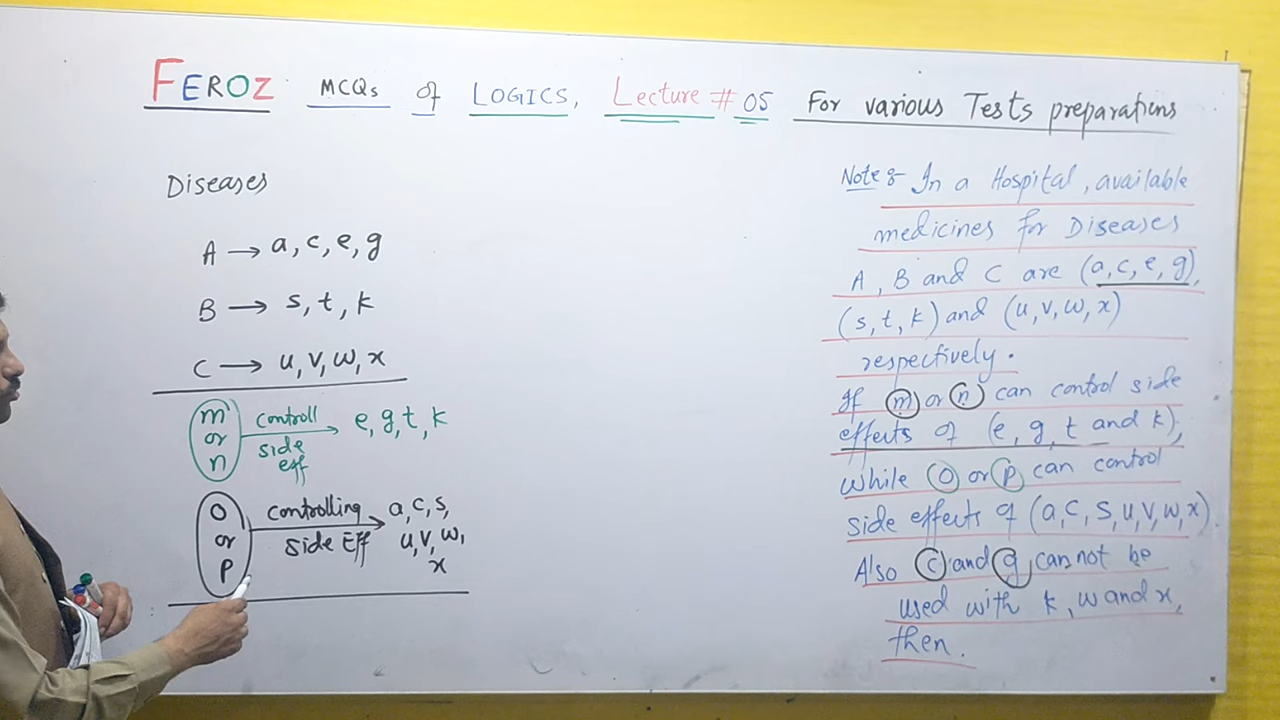 FEROZ MCQs of LOGICS, Lecture # 05 For various Tests preparations
Diseases
A → a, c, e, g
B → s, t, k
C → u, v, w, x
m or n controll side eff → e, g, t, k
o or p controlling side Eff → a, c, s, u, v, w, x
Note :- In a Hospital, available
medicines for Diseases
A, B and C are (a, c, e, g),
(s, t, k) and (u, v, w, x)
respectively.
If m or n can control side
effects of (e, g, t and k),
while o or p can control
side effects of (a, c, s, u, v, w, x)
Also c and g can not be
used with k, w and x,
then.